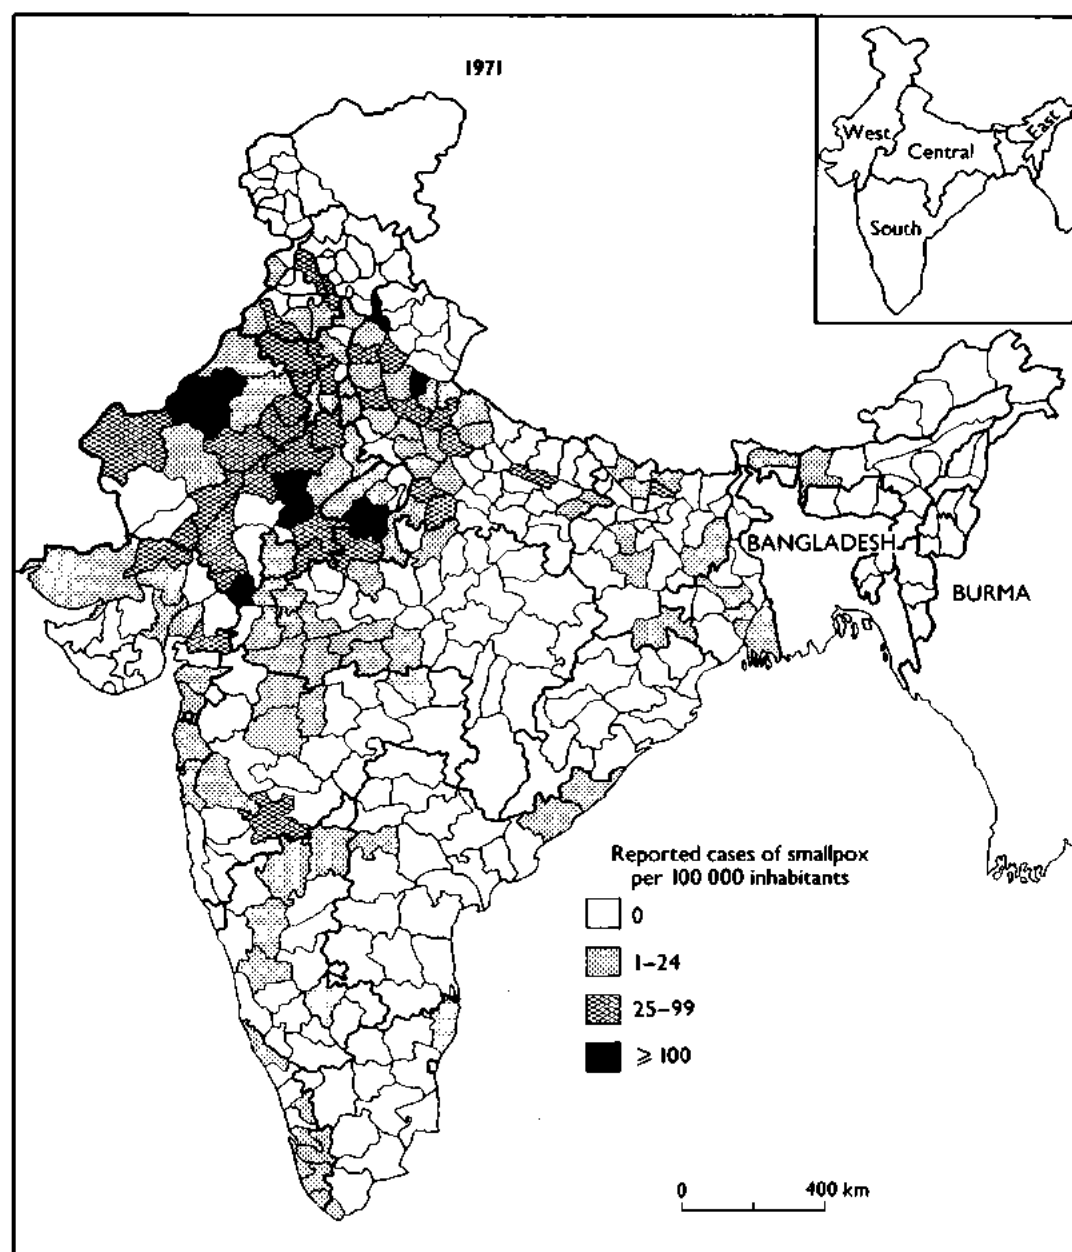 1971
West
Central
East
South
BANGLADESH
BURMA
Reported cases of smallpox
per 100 000 inhabitants
0
1–24
25–99
⩾ 100
0 400 km